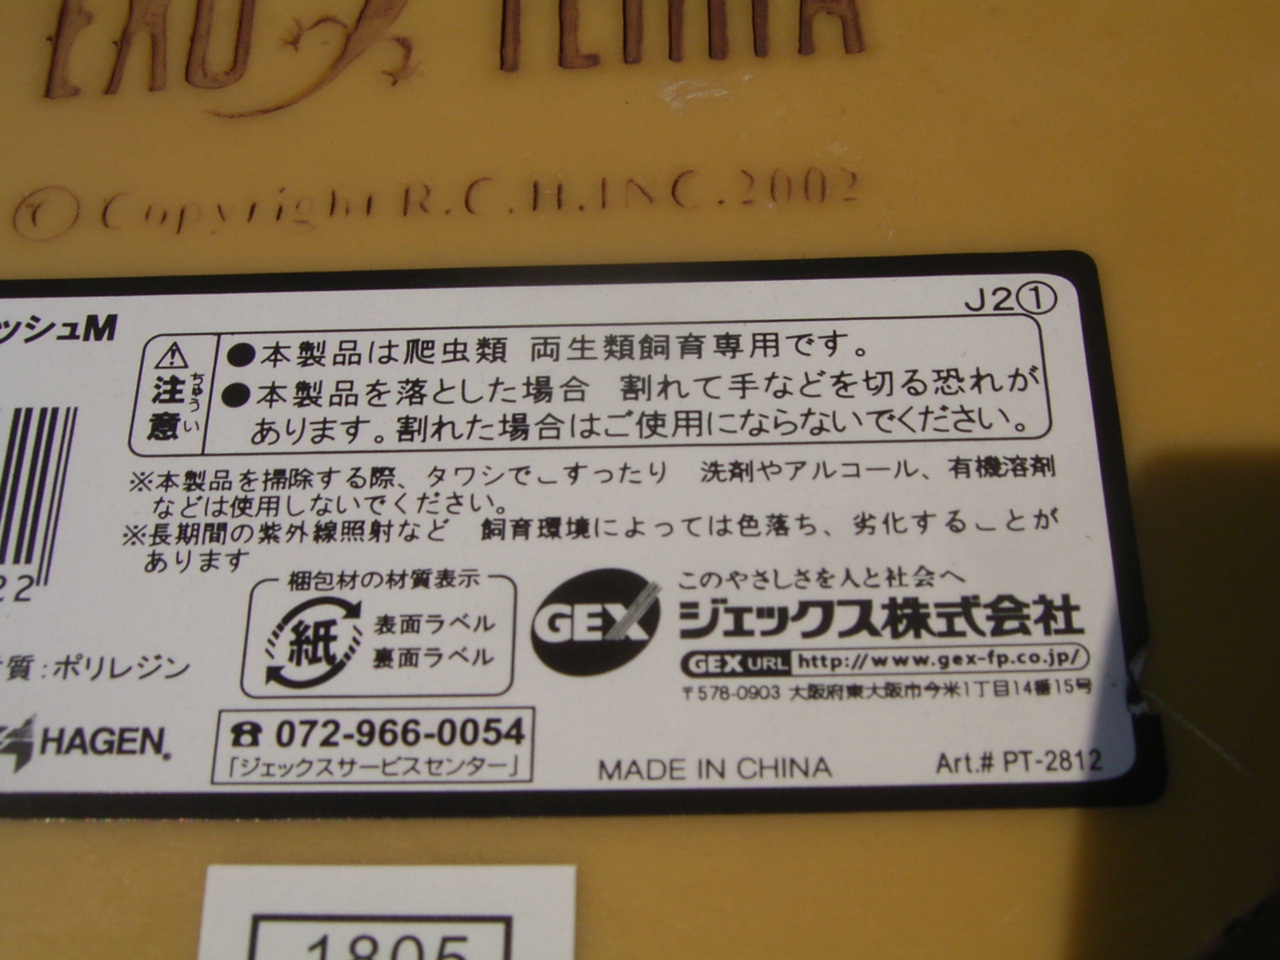 EXO TERRA
© Copyright R.C.H.INC.2002
J2①
ッシュM
⚠ 注意 ちゅうい
●本製品は爬虫類 両生類飼育専用です。
●本製品を落とした場合 割れて手などを切る恐れが
あります。割れた場合はご使用にならないでください。
※本製品を掃除する際、タワシでこすったり 洗剤やアルコール、有機溶剤
などは使用しないでください。
※長期間の紫外線照射など 飼育環境によっては色落ち、劣化することが
あります
22
梱包材の材質表示
紙
表面ラベル
裏面ラベル
GEX
このやさしさを人と社会へ
ジェックス株式会社
GEX URL http://www.gex-fp.co.jp/
〒578-0903 大阪府東大阪市今米1丁目14番15号
質:ポリレジン
HAGEN®
☎ 072-966-0054
「ジェックスサービスセンター」
MADE IN CHINA
Art.# PT-2812
1805